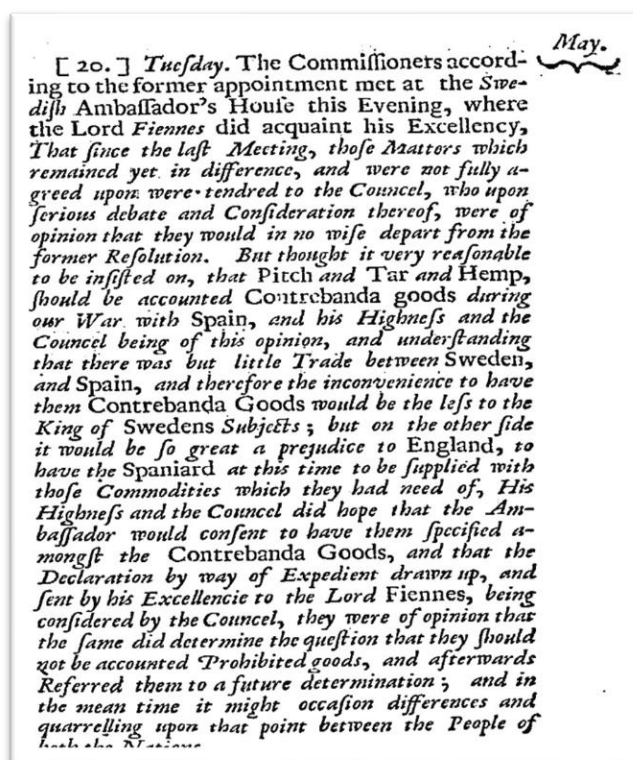 May.
[ 20. ] Tueſday. The Commiſſioners accord-
ing to the former appointment met at the Swe-
diſh Ambaſſador's Houſe this Evening, where
the Lord Fiennes did acquaint his Excellency,
That ſince the laſt Meeting, thoſe Mattors which
remained yet in difference, and were not fully a-
greed upon were tendred to the Councel, who upon
ſerious debate and Conſideration thereof, were of
opinion that they would in no wiſe depart from the
former Reſolution. But thought it very reaſonable
to be inſiſted on, that Pitch and Tar and Hemp,
ſhould be accounted Contrebanda goods during
our War with Spain, and his Highneſs and the
Councel being of this opinion, and underſtanding
that there was but little Trade between Sweden,
and Spain, and therefore the inconvenience to have
them Contrebanda Goods would be the leſs to the
King of Swedens Subjects ; but on the other ſide
it would be ſo great a prejudice to England, to
have the Spaniard at this time to be ſupplied with
thoſe Commodities which they had need of, His
Highneſs and the Councel did hope that the Am-
baſſador would conſent to have them ſpecified a-
mongſt the Contrebanda Goods, and that the
Declaration by way of Expedient drawn up, and
ſent by his Excellencie to the Lord Fiennes, being
conſidered by the Councel, they were of opinion that
the ſame did determine the queſtion that they ſhould
not be accounted Prohibited goods, and afterwards
Referred them to a future determination ; and in
the mean time it might occaſion differences and
quarrelling upon that point between the People of
both the Nations